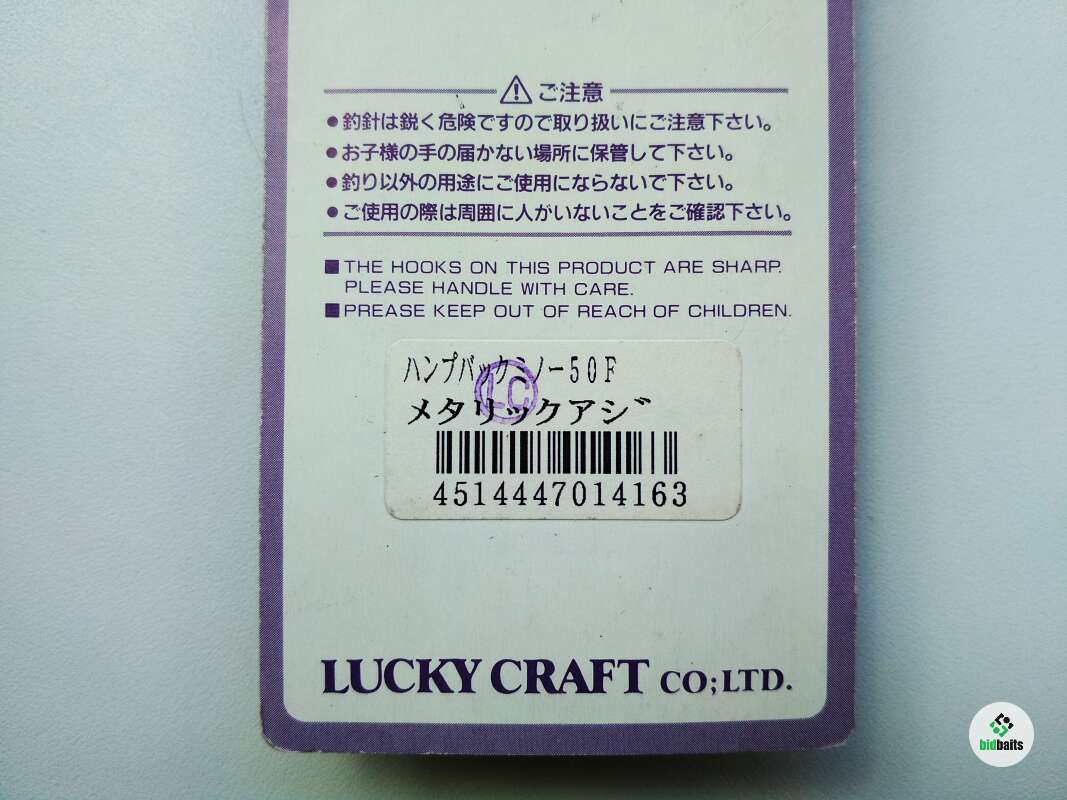 ⚠ ご注意
●釣針は鋭く危険ですので取り扱いにご注意下さい。
●お子様の手の届かない場所に保管して下さい。
●釣り以外の用途にご使用にならないで下さい。
●ご使用の際は周囲に人がいないことをご確認下さい。
■THE HOOKS ON THIS PRODUCT ARE SHARP.
PLEASE HANDLE WITH CARE.
■PREASE KEEP OUT OF REACH OF CHILDREN.
ハンプバックミノー50F
LC
メタリックアジ
4514447014163
LUCKY CRAFT CO;LTD.
bidbaits